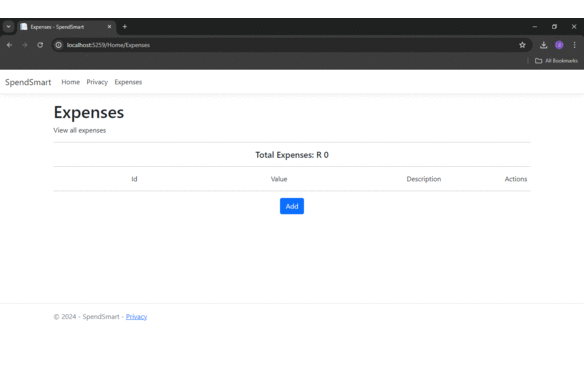 Expenses - SpendSmart
localhost:5259/Home/Expenses
All Bookmarks
SpendSmart Home Privacy Expenses
Expenses
View all expenses
Total Expenses: R 0
Id Value Description Actions
Add
© 2024 - SpendSmart - Privacy